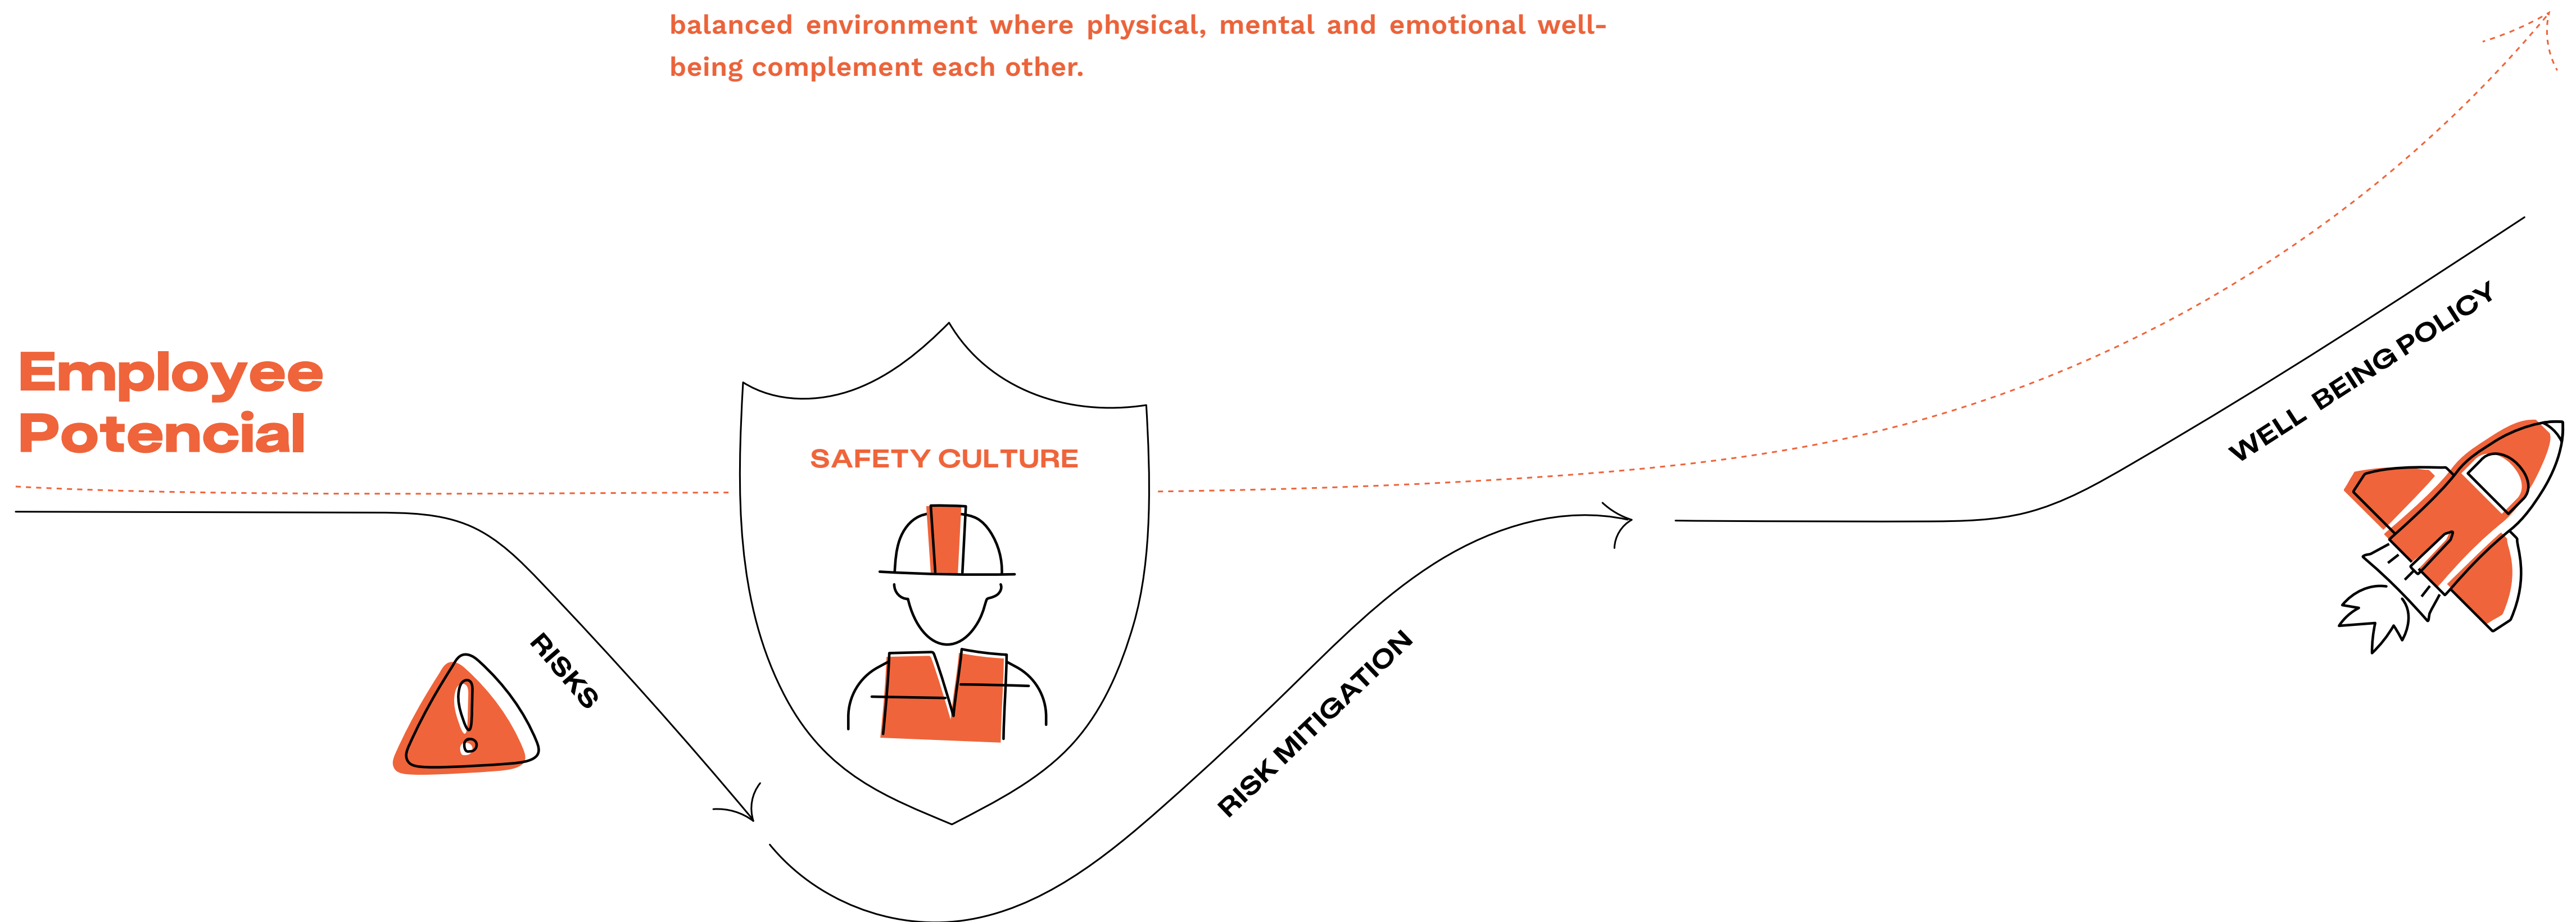 balanced environment where physical, mental and emotional well-
being complement each other.
Employee
Potencial
SAFETY CULTURE
RISKS
RISK MITIGATION
WELL BEING POLICY